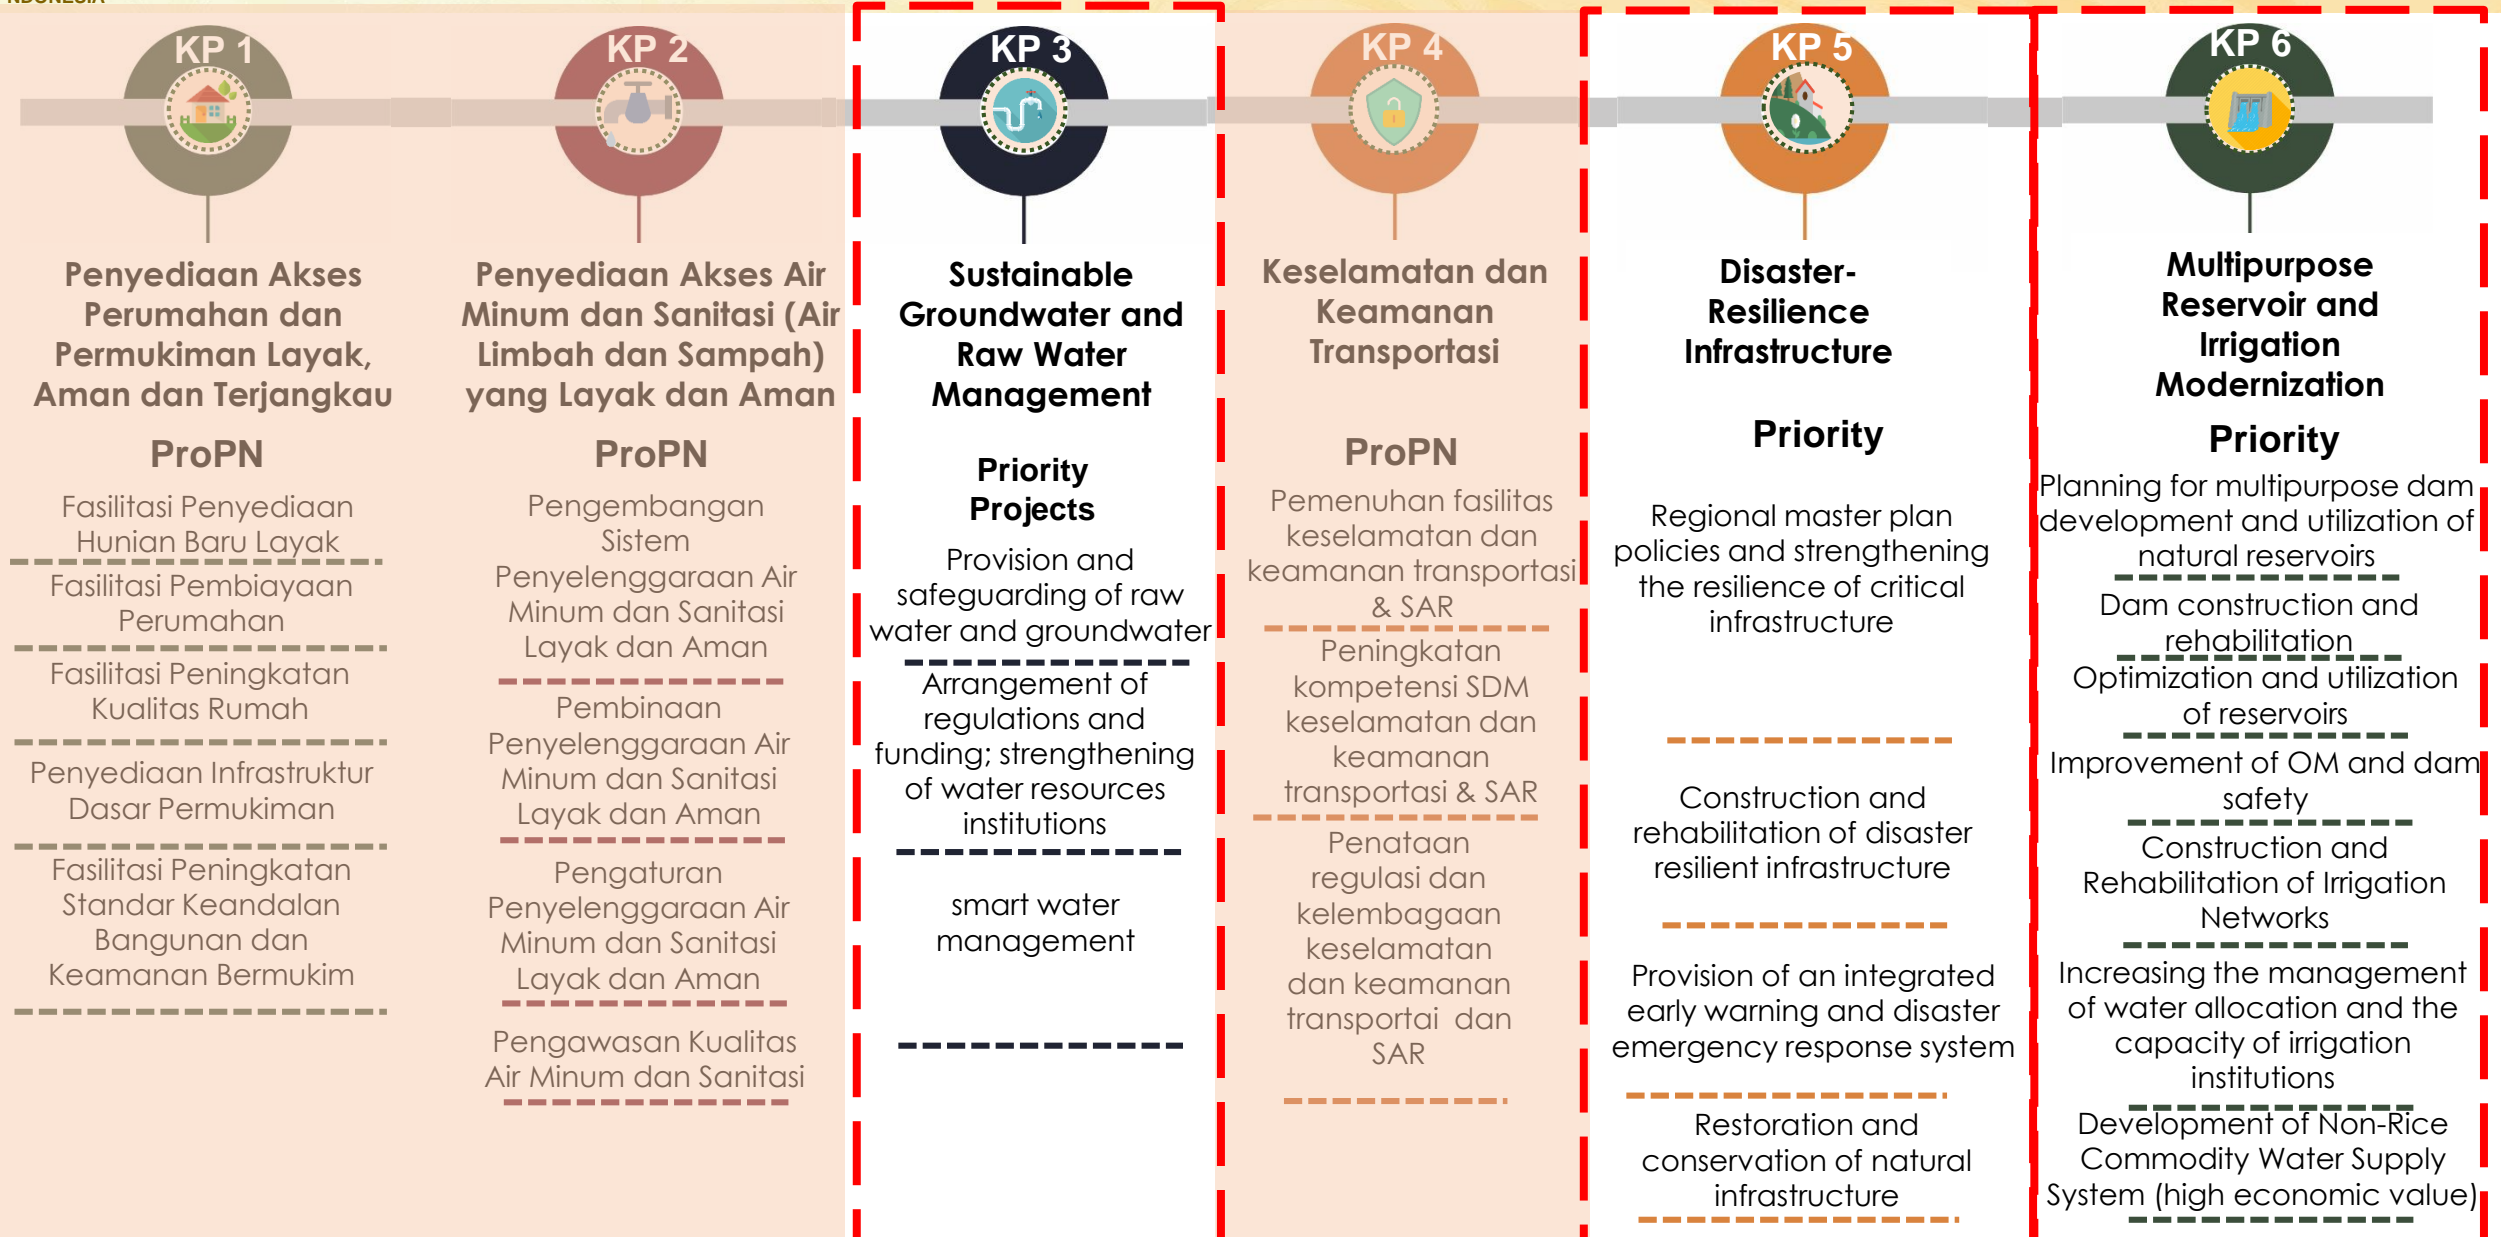 NDONESIA
KP 1
Penyediaan Akses
Perumahan dan
Permukiman Layak,
Aman dan Terjangkau
ProPN
Fasilitasi Penyediaan
Hunian Baru Layak
Fasilitasi Pembiayaan
Perumahan
Fasilitasi Peningkatan
Kualitas Rumah
Penyediaan Infrastruktur
Dasar Permukiman
Fasilitasi Peningkatan
Standar Keandalan
Bangunan dan
Keamanan Bermukim
KP 2
Penyediaan Akses Air
Minum dan Sanitasi (Air
Limbah dan Sampah)
yang Layak dan Aman
ProPN
Pengembangan
Sistem
Penyelenggaraan Air
Minum dan Sanitasi
Layak dan Aman
Pembinaan
Penyelenggaraan Air
Minum dan Sanitasi
Layak dan Aman
Pengaturan
Penyelenggaraan Air
Minum dan Sanitasi
Layak dan Aman
Pengawasan Kualitas
Air Minum dan Sanitasi
KP 3
Sustainable
Groundwater and
Raw Water
Management
Priority
Projects
Provision and
safeguarding of raw
water and groundwater
Arrangement of
regulations and
funding; strengthening
of water resources
institutions
smart water
management
KP 4
Keselamatan dan
Keamanan
Transportasi
ProPN
Pemenuhan fasilitas
keselamatan dan
keamanan transportasi
& SAR
Peningkatan
kompetensi SDM
keselamatan dan
keamanan
transportasi & SAR
Penataan
regulasi dan
kelembagaan
keselamatan
dan keamanan
transportai dan
SAR
KP 5
Disaster-
Resilience
Infrastructure
Priority
Regional master plan
policies and strengthening
the resilience of critical
infrastructure
Construction and
rehabilitation of disaster
resilient infrastructure
Provision of an integrated
early warning and disaster
emergency response system
Restoration and
conservation of natural
infrastructure
KP 6
Multipurpose
Reservoir and
Irrigation
Modernization
Priority
Planning for multipurpose dam
development and utilization of
natural reservoirs
Dam construction and
rehabilitation
Optimization and utilization
of reservoirs
Improvement of OM and dam
safety
Construction and
Rehabilitation of Irrigation
Networks
Increasing the management
of water allocation and the
capacity of irrigation
institutions
Development of Non-Rice
Commodity Water Supply
System (high economic value)